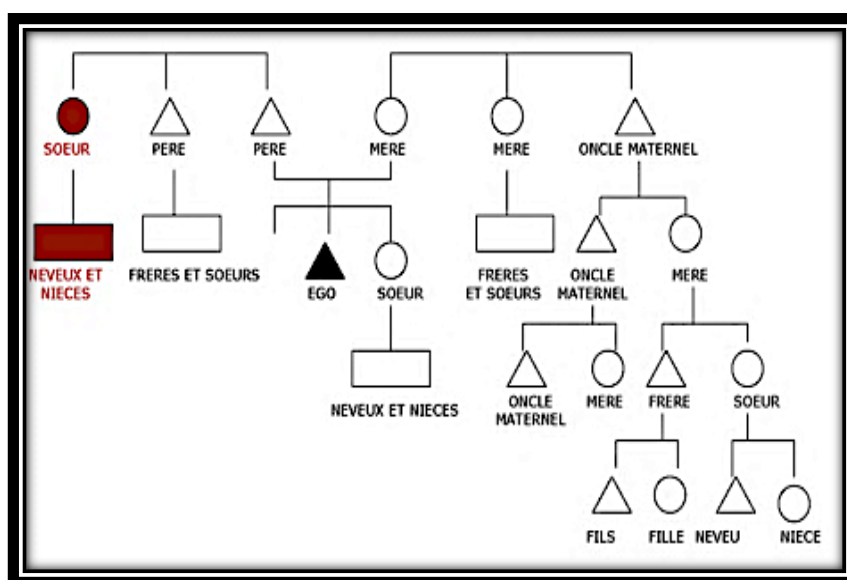 SOEUR PERE PERE MERE MERE ONCLE MATERNEL
NEVEUX ET
NIECES
FRERES ET SOEURS
EGO
SOEUR
FRERES
ET SOEURS
ONCLE
MATERNEL
MERE
NEVEUX ET NIECES
ONCLE
MATERNEL
MERE
FRERE
SOEUR
FILS FILLE NEVEU NIECE